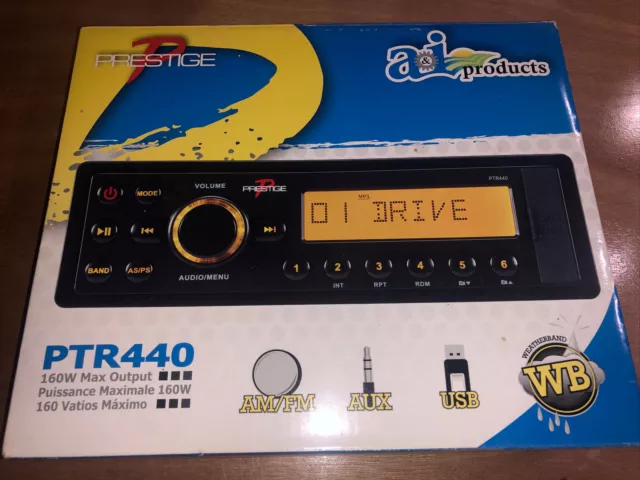 PRESTIGE
a&i products
PTR440
VOLUME
PRESTIGE
MP3
01 DRIVE
MODE
BAND
AS/PS
AUDIO/MENU
1
2
3
4
5
6
INT
RPT
RDM
PTR440
160W Max Output
Puissance Maximale 160W
160 Vatios Máximo
AM/FM
AUX
USB
WEATHERBAND
WB